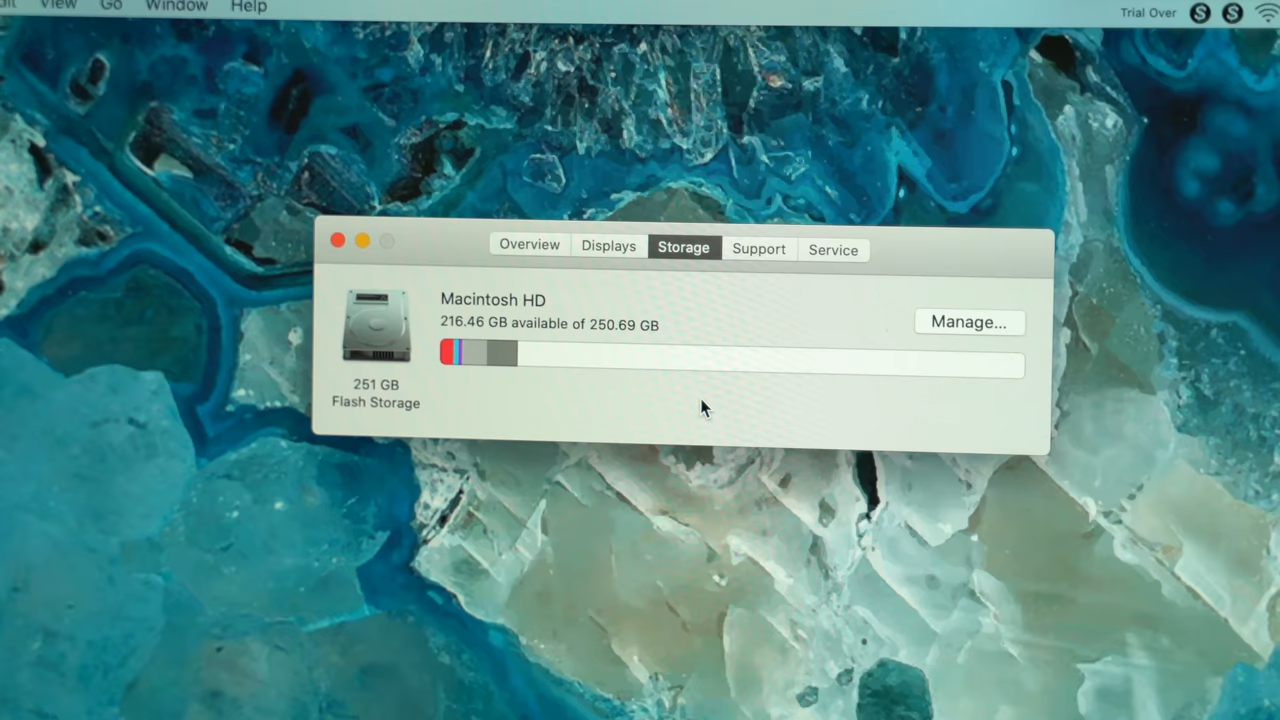 View Go Window Help Trial Over S S
Overview Displays Storage Support Service
Macintosh HD
216.46 GB available of 250.69 GB
Manage...
251 GB
Flash Storage